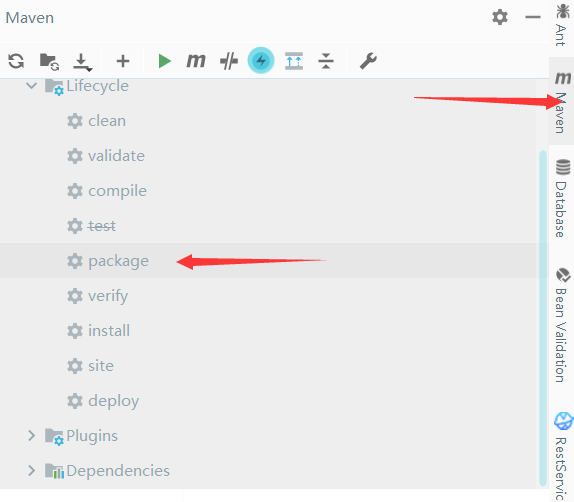 Maven
Lifecycle
clean
validate
compile
test
package
verify
install
site
deploy
Plugins
Dependencies
Ant
m
Maven
Database
Bean Validation
RestServic